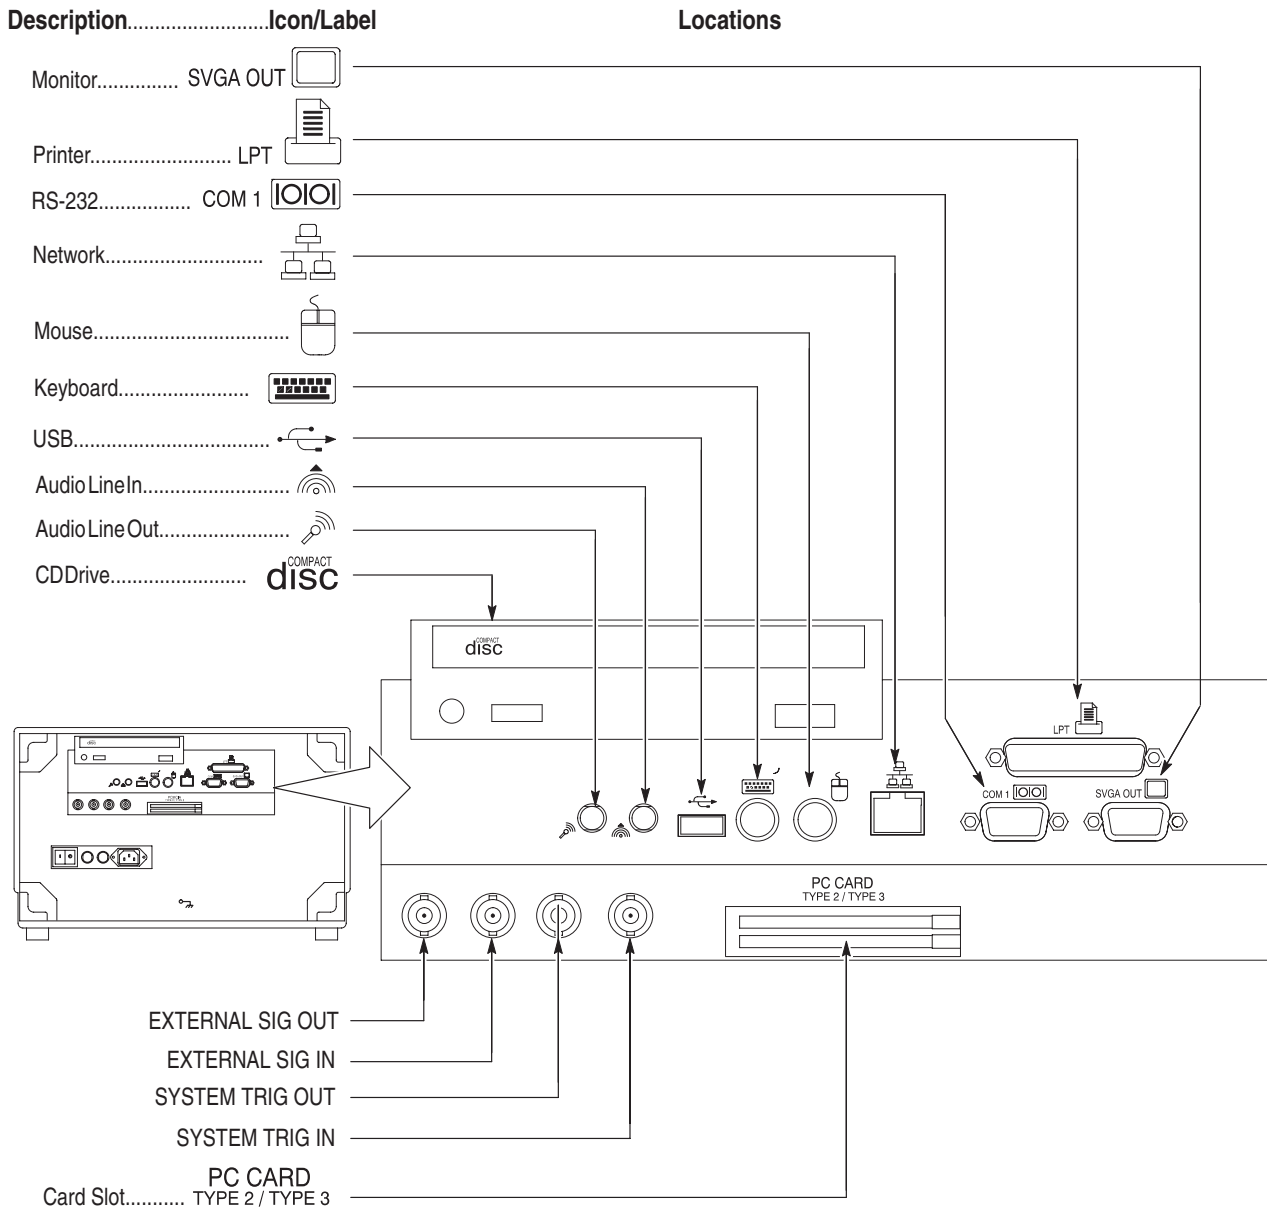 Description..........................Icon/Label
Locations
Monitor............... SVGA OUT
Printer.......................... LPT
RS-232................. COM 1 |O|O|
Network.............................
Mouse....................................
Keyboard........................
USB....................................
Audio Line In...........................
Audio Line Out........................
CD Drive.........................
COMPACT
disc
COMPACT
disc
LPT
COM 1 |O|O|
SVGA OUT
PC CARD
TYPE 2 / TYPE 3
EXTERNAL SIG OUT
EXTERNAL SIG IN
SYSTEM TRIG OUT
SYSTEM TRIG IN
Card Slot........... PC CARD
TYPE 2 / TYPE 3